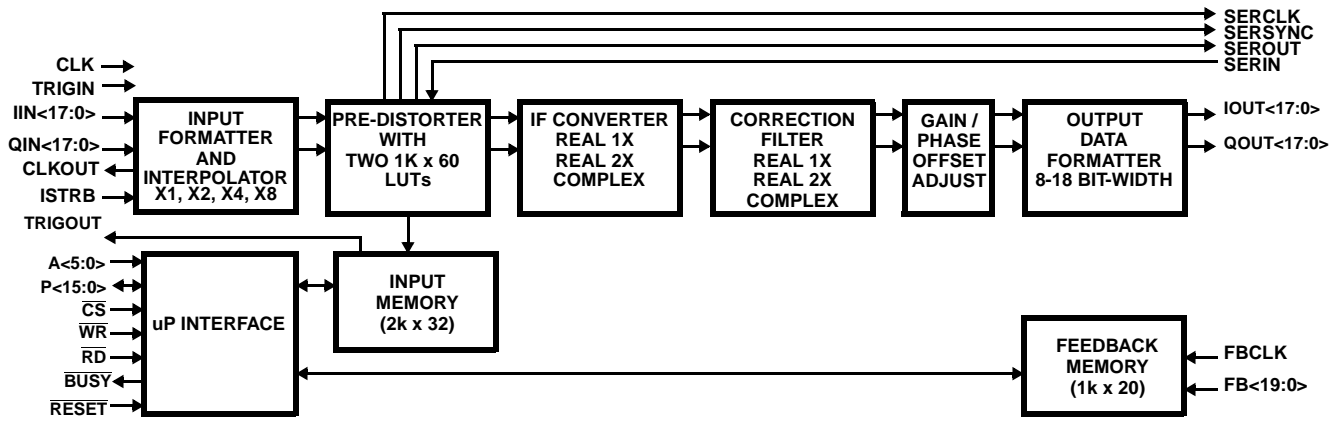 SERCLK
SERSYNC
SEROUT
SERIN
CLK
TRIGIN
IIN<17:0>
QIN<17:0>
CLKOUT
ISTRB
TRIGOUT
INPUT
FORMATTER
AND
INTERPOLATOR
X1, X2, X4, X8
PRE-DISTORTER
WITH
TWO 1K x 60
LUTs
IF CONVERTER
REAL 1X
REAL 2X
COMPLEX
CORRECTION
FILTER
REAL 1X
REAL 2X
COMPLEX
GAIN /
PHASE
OFFSET
ADJUST
OUTPUT
DATA
FORMATTER
8-18 BIT-WIDTH
IOUT<17:0>
QOUT<17:0>
A<5:0>
P<15:0>
CS
WR
RD
BUSY
RESET
uP INTERFACE
INPUT
MEMORY
(2k x 32)
FEEDBACK
MEMORY
(1k x 20)
FBCLK
FB<19:0>